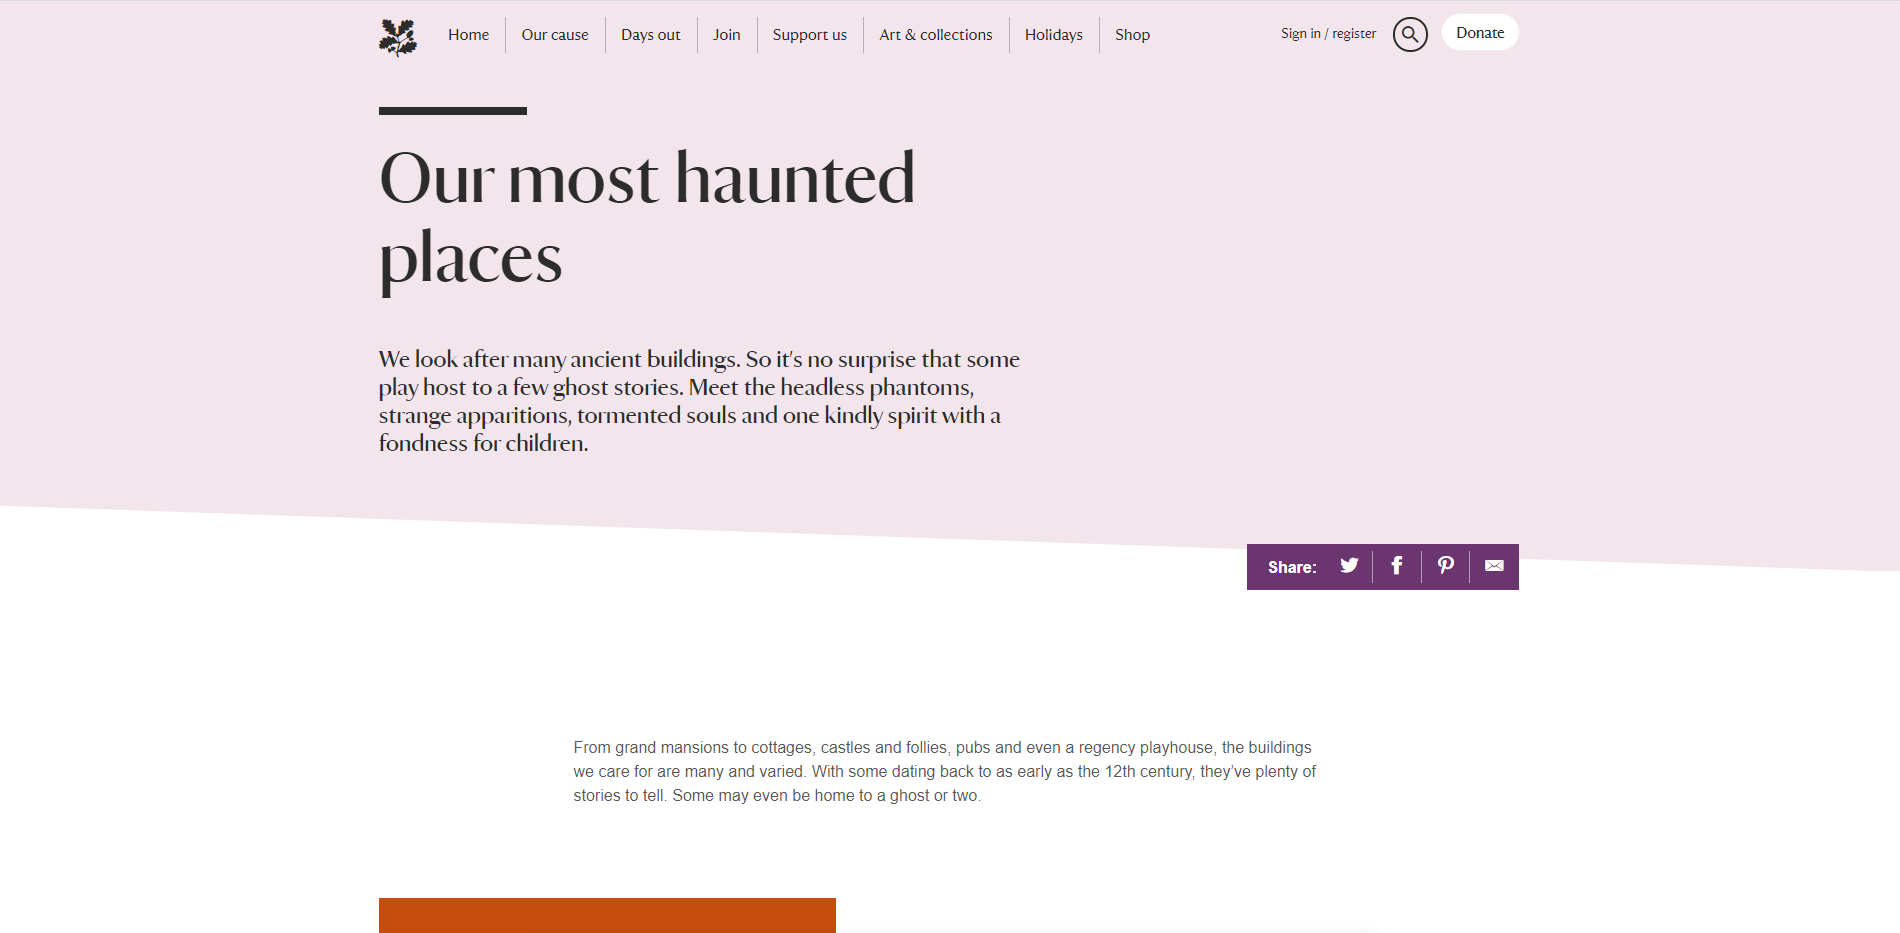 Home
Our cause
Days out
Join
Support us
Art & collections
Holidays
Shop
Sign in / register
Donate
Our most haunted
places
We look after many ancient buildings. So it's no surprise that some
play host to a few ghost stories. Meet the headless phantoms,
strange apparitions, tormented souls and one kindly spirit with a
fondness for children.
Share:
From grand mansions to cottages, castles and follies, pubs and even a regency playhouse, the buildings
we care for are many and varied. With some dating back to as early as the 12th century, they’ve plenty of
stories to tell. Some may even be home to a ghost or two.